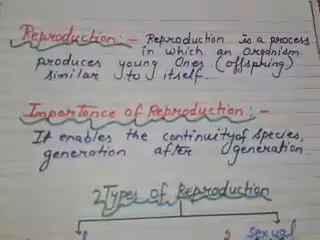 Reproduction:- Reproduction is a process
in which an Organism
produces young Ones (offspring)
similar to itself.
Importance of Reproduction:-
It enables the continuity of species,
generation after generation
2 Types of Reproduction
1 2 sexual